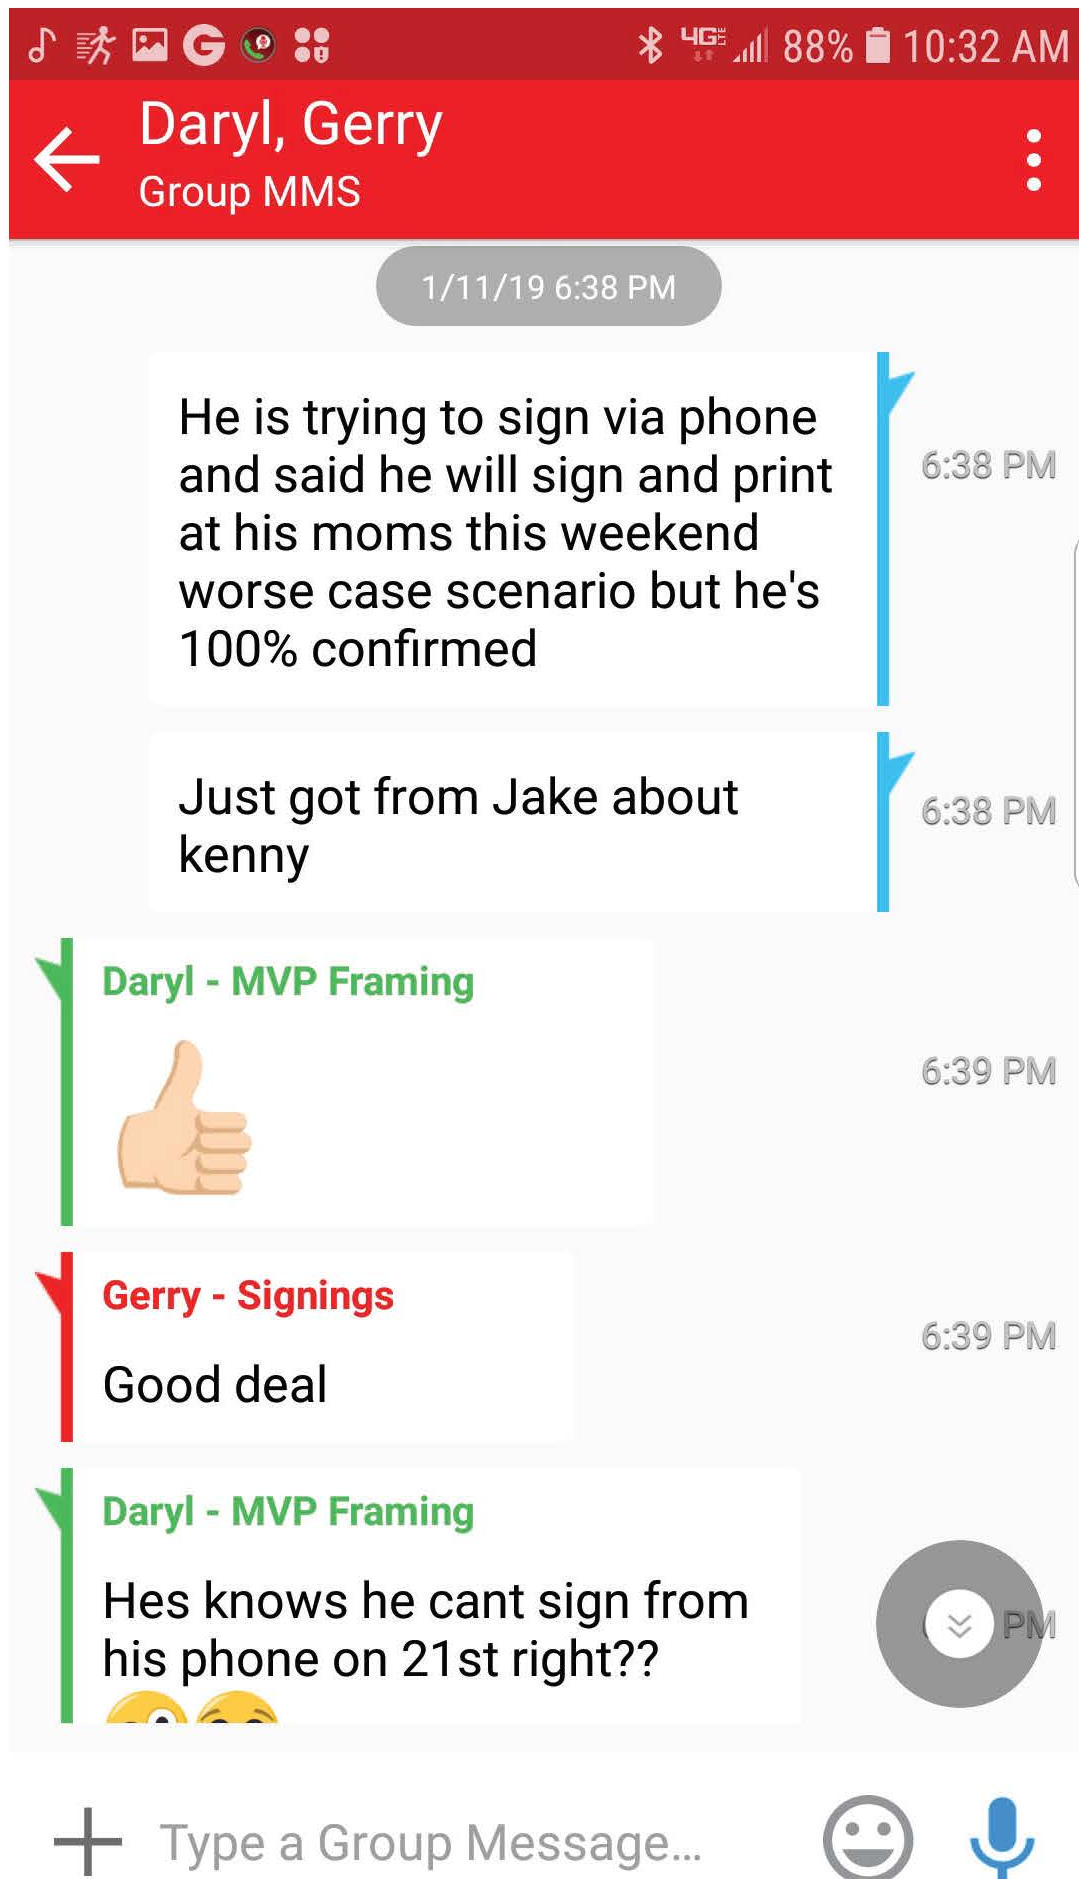 4G LTE 88% 10:32 AM
Daryl, Gerry
Group MMS
1/11/19 6:38 PM
He is trying to sign via phone
and said he will sign and print
at his moms this weekend
worse case scenario but he's
100% confirmed
6:38 PM
Just got from Jake about
kenny
6:38 PM
Daryl - MVP Framing
6:39 PM
Gerry - Signings
Good deal
6:39 PM
Daryl - MVP Framing
Hes knows he cant sign from
his phone on 21st right??
PM
Type a Group Message...